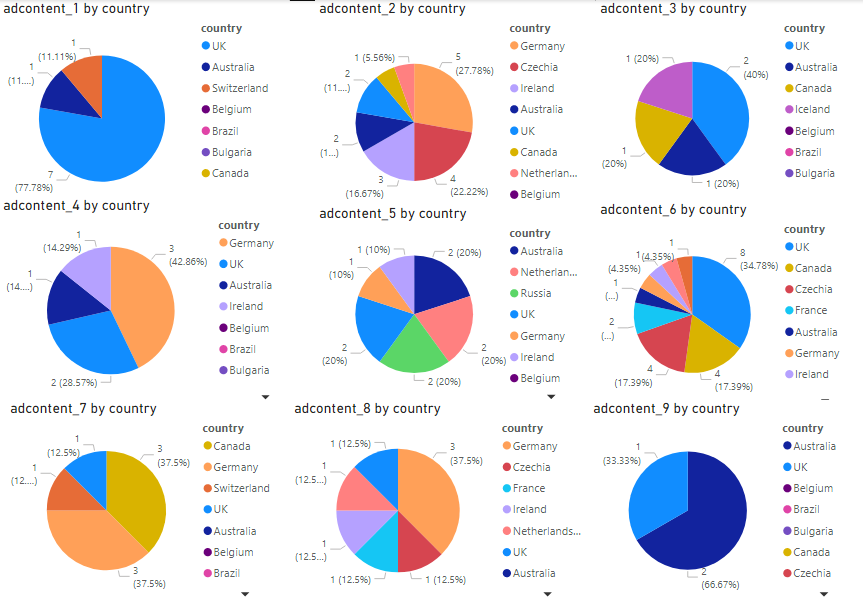 adcontent_1 by country
1
(11.11%)
1
(11....)
7
(77.78%)
country
UK
Australia
Switzerland
Belgium
Brazil
Bulgaria
Canada
adcontent_2 by country
1 (5.56%)
2
(11....)
2
(1...)
3
(16.67%)
4
(22.22%)
5
(27.78%)
country
Germany
Czechia
Ireland
Australia
UK
Canada
Netherlan...
Belgium
adcontent_3 by country
1 (20%)
2
(40%)
1
(20%)
1 (20%)
country
UK
Australia
Canada
Iceland
Belgium
Brazil
Bulgaria
adcontent_4 by country
1
(14.29%)
1
(14....)
2 (28.57%)
3
(42.86%)
country
Germany
UK
Australia
Ireland
Belgium
Brazil
Bulgaria
adcontent_5 by country
1 (10%)
1
(10%)
2
(20%)
2 (20%)
2
(20%)
2 (20%)
country
Australia
Netherlan...
Russia
UK
Germany
Ireland
Belgium
adcontent_6 by country
1
1 (4.35%)
(4.35%)
1
(...)
2
(...)
4
(17.39%)
4
(17.39%)
8
(34.78%)
country
UK
Canada
Czechia
France
Australia
Germany
Ireland
adcontent_7 by country
1
(12.5%)
1
(12....)
3
(37.5%)
3
(37.5%)
country
Canada
Germany
Switzerland
UK
Australia
Belgium
Brazil
adcontent_8 by country
1 (12.5%)
1
(12.5...)
1
(12.5...)
1 (12.5%)
1 (12.5%)
3
(37.5%)
country
Germany
Czechia
France
Ireland
Netherlands...
UK
Australia
adcontent_9 by country
1
(33.33%)
2
(66.67%)
country
Australia
UK
Belgium
Brazil
Bulgaria
Canada
Czechia